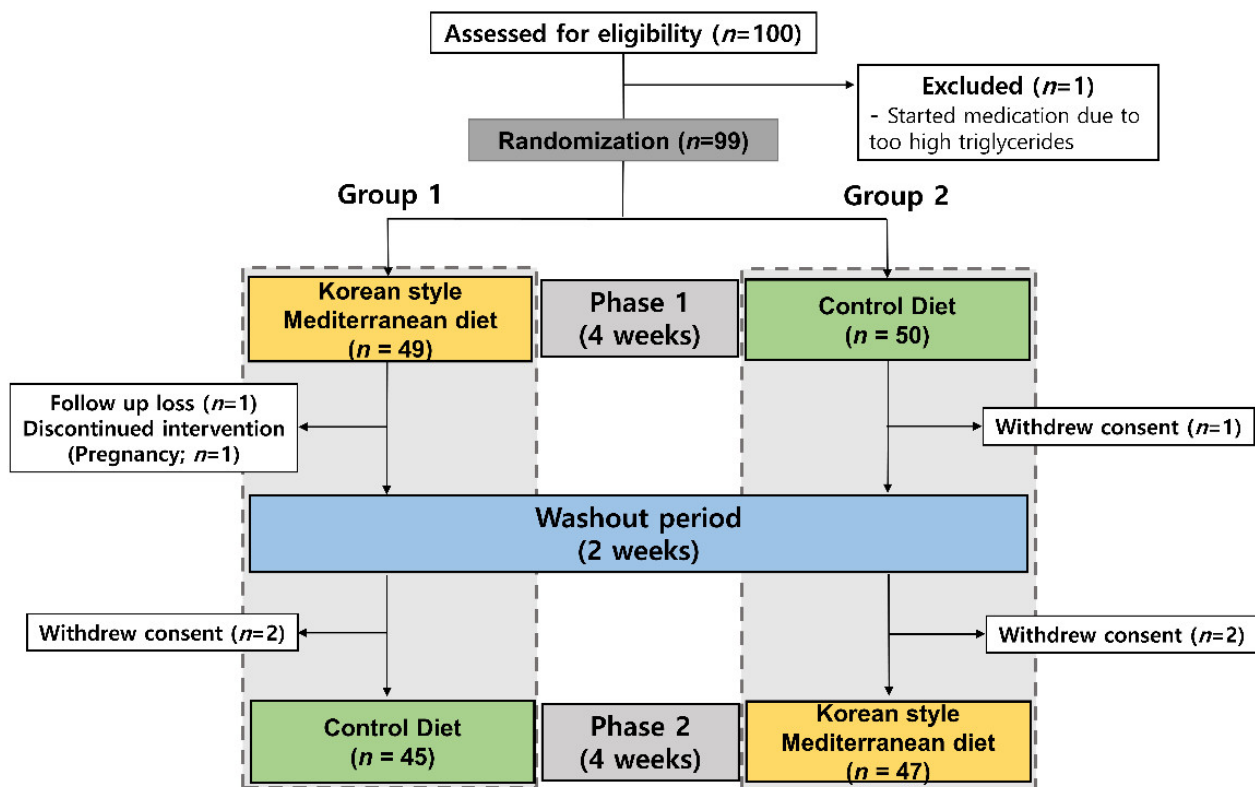 Assessed for eligibility (n=100)
Excluded (n=1)
- Started medication due to
too high triglycerides
Randomization (n=99)
Group 1
Group 2
Korean style
Mediterranean diet
(n = 49)
Phase 1
(4 weeks)
Control Diet
(n = 50)
Follow up loss (n=1)
Discontinued intervention
(Pregnancy; n=1)
Withdrew consent (n=1)
Washout period
(2 weeks)
Withdrew consent (n=2)
Withdrew consent (n=2)
Control Diet
(n = 45)
Phase 2
(4 weeks)
Korean style
Mediterranean diet
(n = 47)